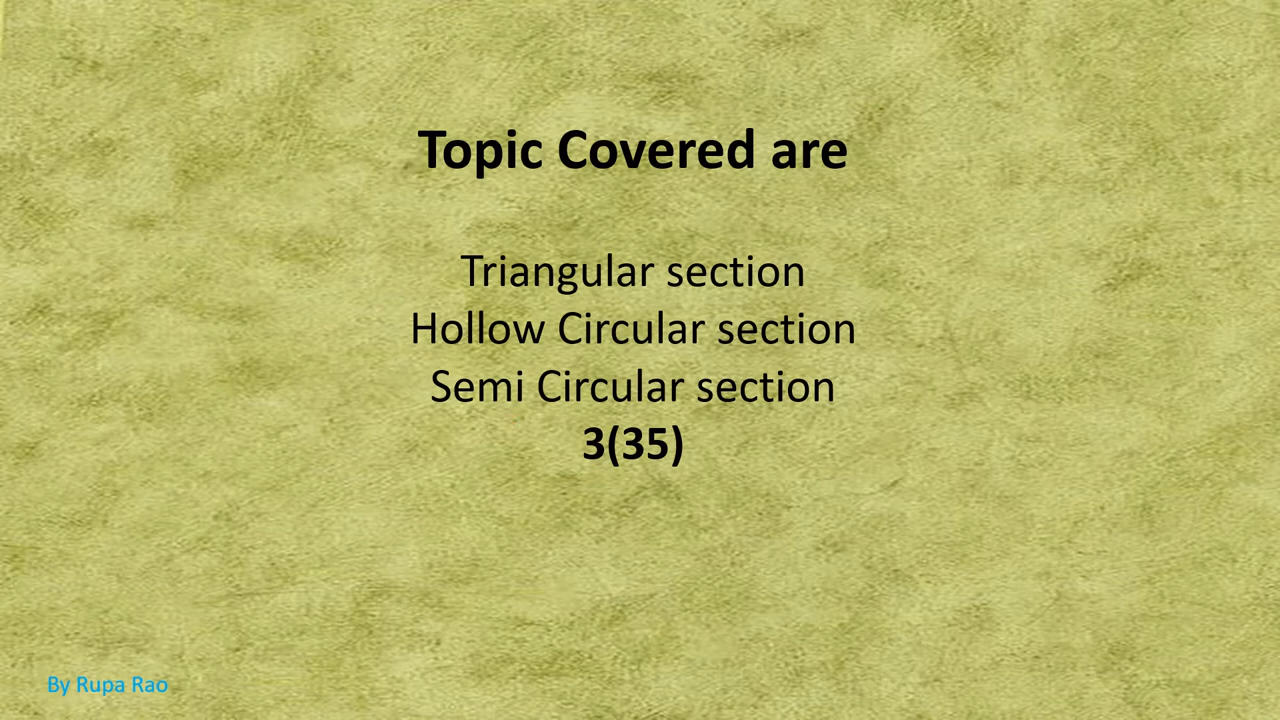 Topic Covered are
Triangular section
Hollow Circular section
Semi Circular section
3(35)
By Rupa Rao